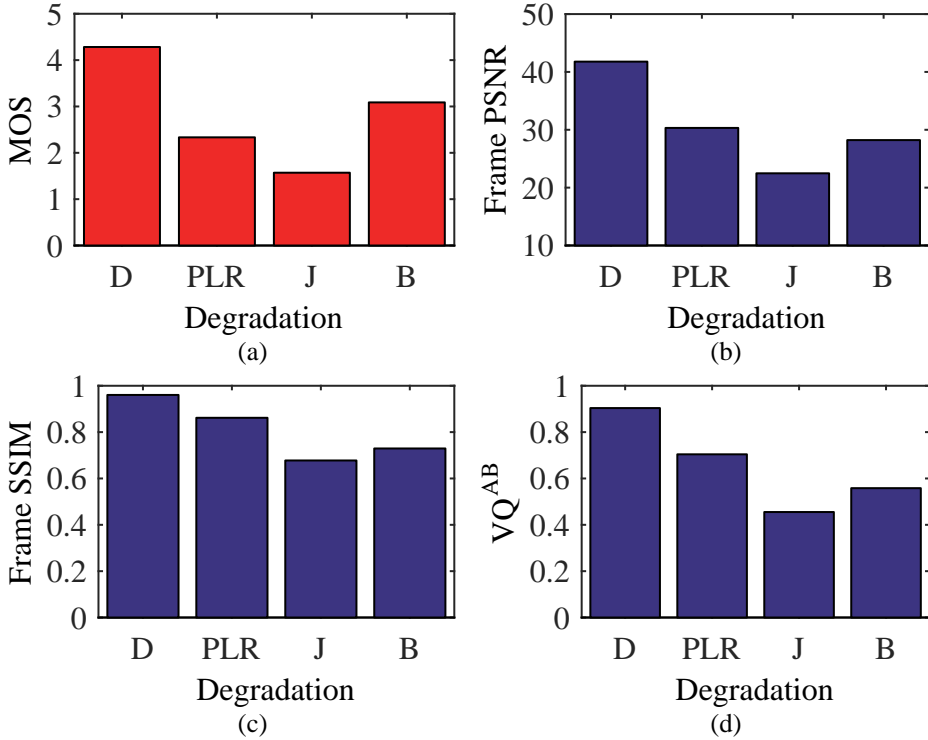 MOS
5
4
3
2
1
0
D PLR J B
Degradation
(a)
Frame PSNR
50
40
30
20
10
D PLR J B
Degradation
(b)
Frame SSIM
1
0.8
0.6
0.4
0.2
0
D PLR J B
Degradation
(c)
VQ^AB
1
0.8
0.6
0.4
0.2
0
D PLR J B
Degradation
(d)